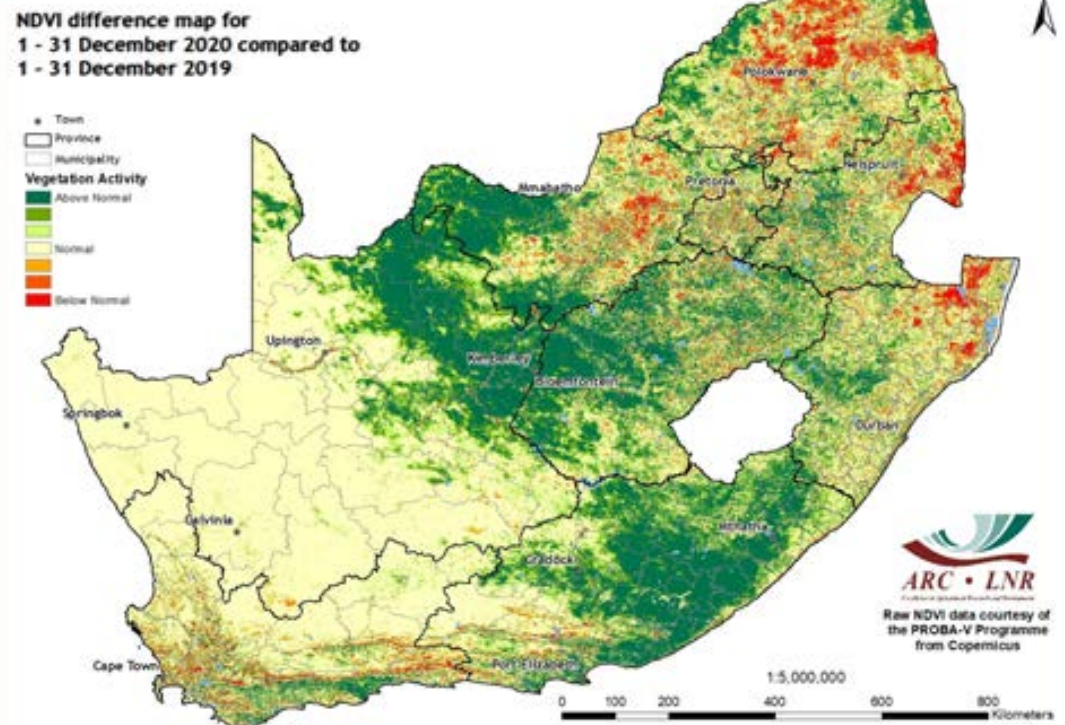 NDVI difference map for
1 - 31 December 2020 compared to
1 - 31 December 2019
Town
Province
Municipality
Vegetation Activity
Above Normal
Normal
Below Normal
Polokwane
Nelspruit
Pretoria
Mmabatho
Upington
Kimberley
Bloemfontein
Springbok
Durban
Calvinia
Mthatha
Cradock
Cape Town
Port Elizabeth
ARC • LNR
Raw NDVI data courtesy of
the PROBA-V Programme
from Copernicus
1:5,000,000
0 100 200 400 600 800
Kilometers